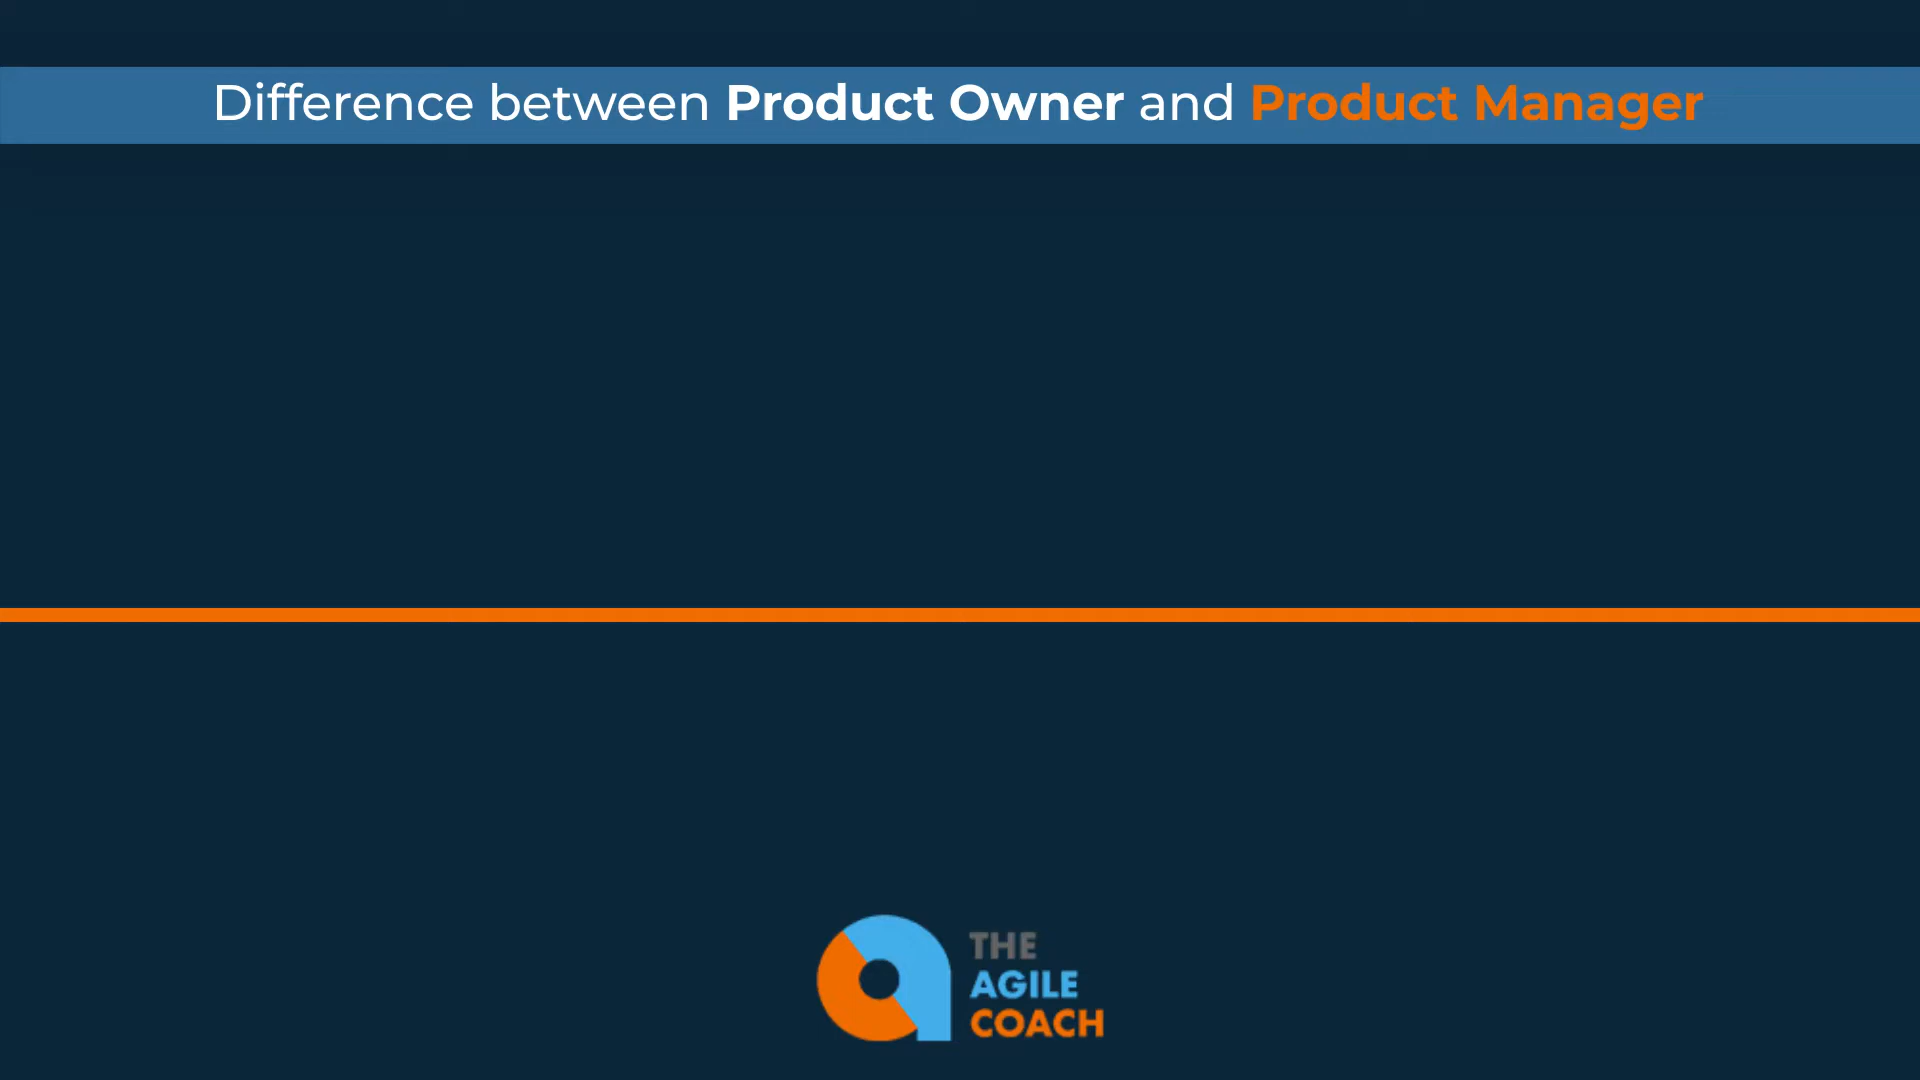 Difference between Product Owner and Product Manager
THE
AGILE
COACH